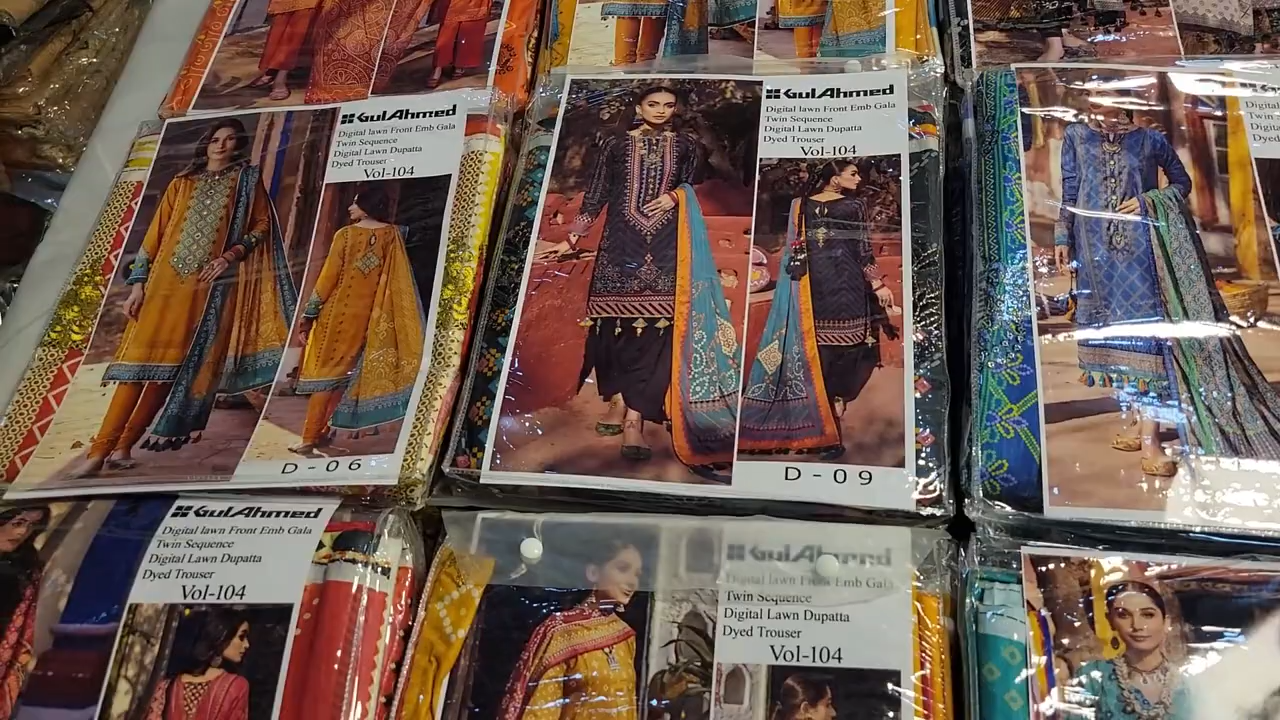 GulAhmed
Digital lawn Front Emb Gala
Twin Sequence
Digital Lawn Dupatta
Dyed Trouser
Vol-104
D-06
GulAhmed
Digital lawn Front Emb Gala
Twin Sequence
Digital Lawn Dupatta
Dyed Trouser
Vol-104
D-09
GulAhmed
Digital lawn Front Emb Gala
Twin Sequence
Digital Lawn Dupatta
Dyed Trouser
Vol-104
GulAhmed
Digital lawn Front Emb Gala
Twin Sequence
Digital Lawn Dupatta
Dyed Trouser
Vol-104